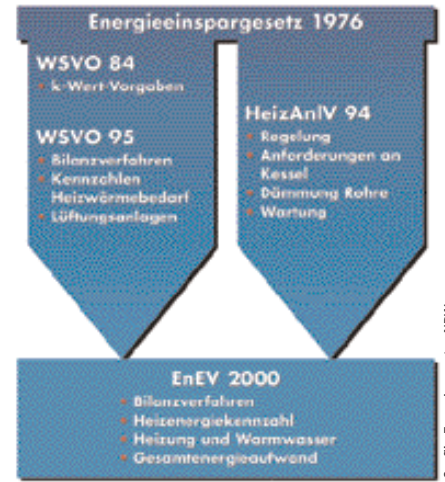 Energieeinspargesetz 1976
WSVO 84
• k-Wert-Vorgaben
WSVO 95
• Bilanzverfahren
• Kennzahlen
Heizwärmebedarf
• Lüftungsanlagen
HeizAnlV 94
• Regelung
• Anforderungen an
Kessel
• Dämmung Rohre
• Wartung
EnEV 2000
• Bilanzverfahren
• Heizenergiekennzahl
• Heizung und Warmwasser
• Gesamtenergieaufwand